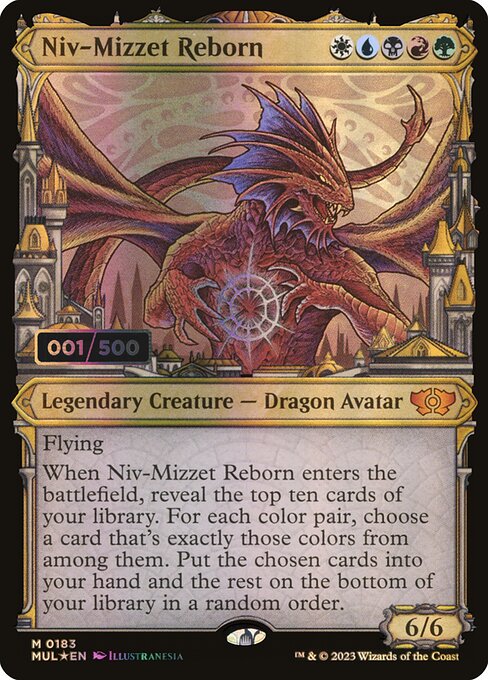 Niv-Mizzet Reborn
001/500
Legendary Creature — Dragon Avatar
Flying
When Niv-Mizzet Reborn enters the
battlefield, reveal the top ten cards of
your library. For each color pair, choose
a card that's exactly those colors from
among them. Put the chosen cards into
your hand and the rest on the bottom of
your library in a random order.
6/6
M 0183
MUL★EN Illustranesia
™ & © 2023 Wizards of the Coast